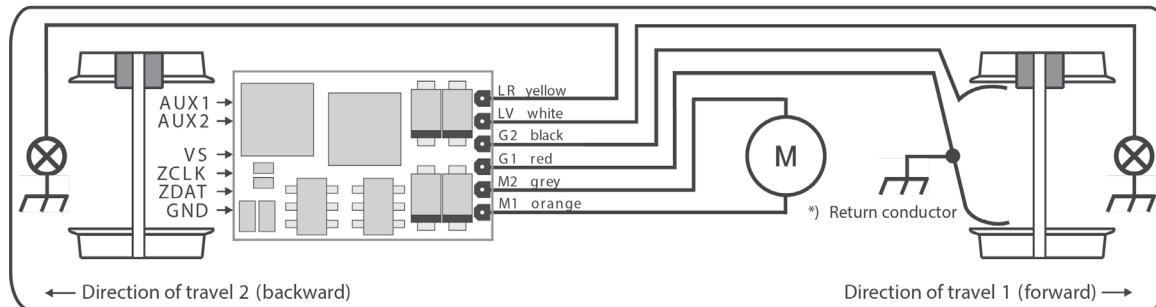 LR yellow
AUX1
LV white
AUX2
G2 black
VS
G1 red
ZCLK
M2 grey
ZDAT
M1 orange
GND
M
*) Return conductor
← Direction of travel 2 (backward)
Direction of travel 1 (forward) →